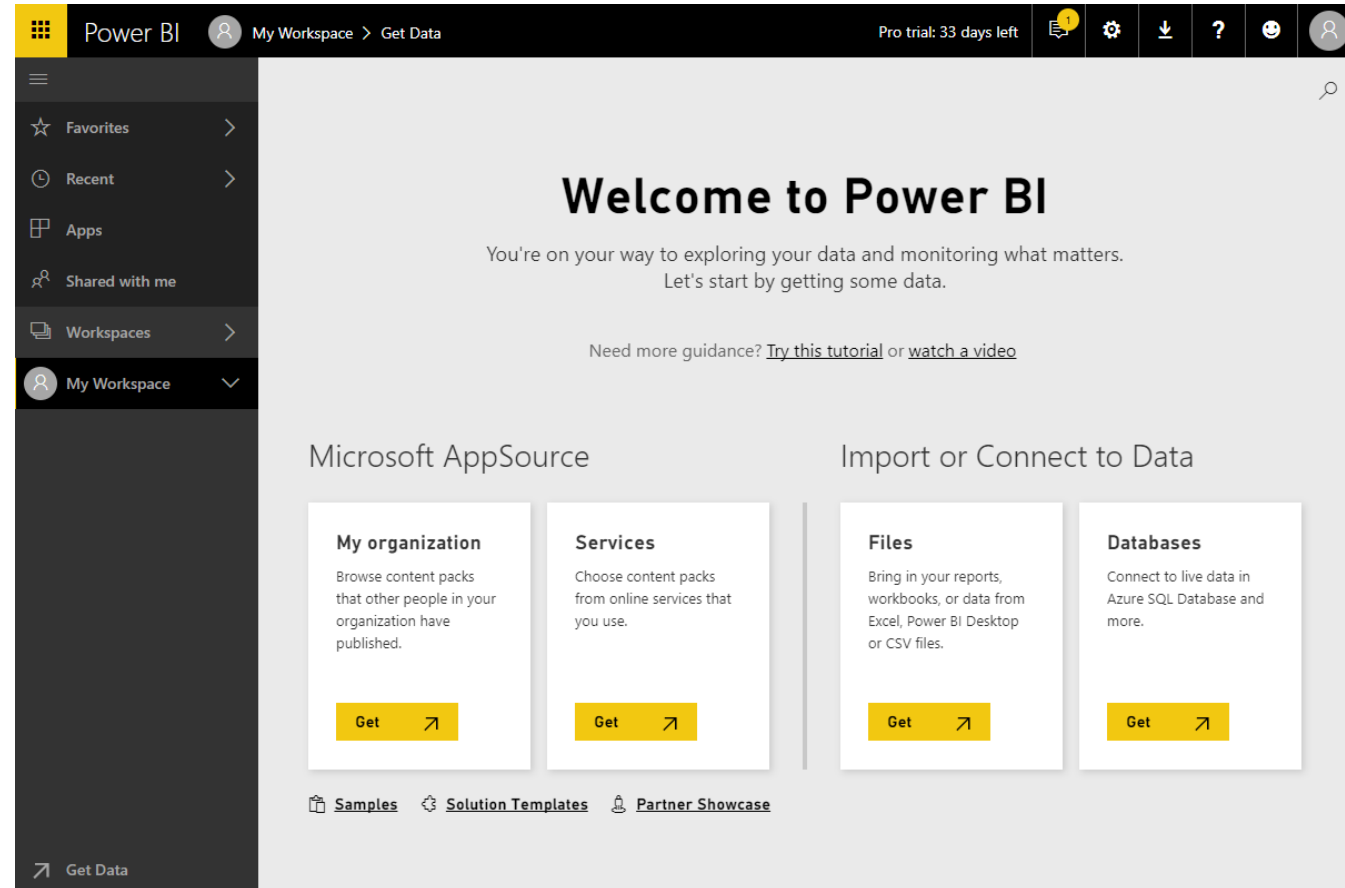 Power BI
My Workspace > Get Data
Pro trial: 33 days left
1
?
Favorites
Recent
Apps
Shared with me
Workspaces
My Workspace
Get Data
Welcome to Power BI
You're on your way to exploring your data and monitoring what matters.
Let's start by getting some data.
Need more guidance? Try this tutorial or watch a video
Microsoft AppSource
My organization
Browse content packs
that other people in your
organization have
published.
Get
Services
Choose content packs
from online services that
you use.
Get
Samples
Solution Templates
Partner Showcase
Import or Connect to Data
Files
Bring in your reports,
workbooks, or data from
Excel, Power BI Desktop
or CSV files.
Get
Databases
Connect to live data in
Azure SQL Database and
more.
Get